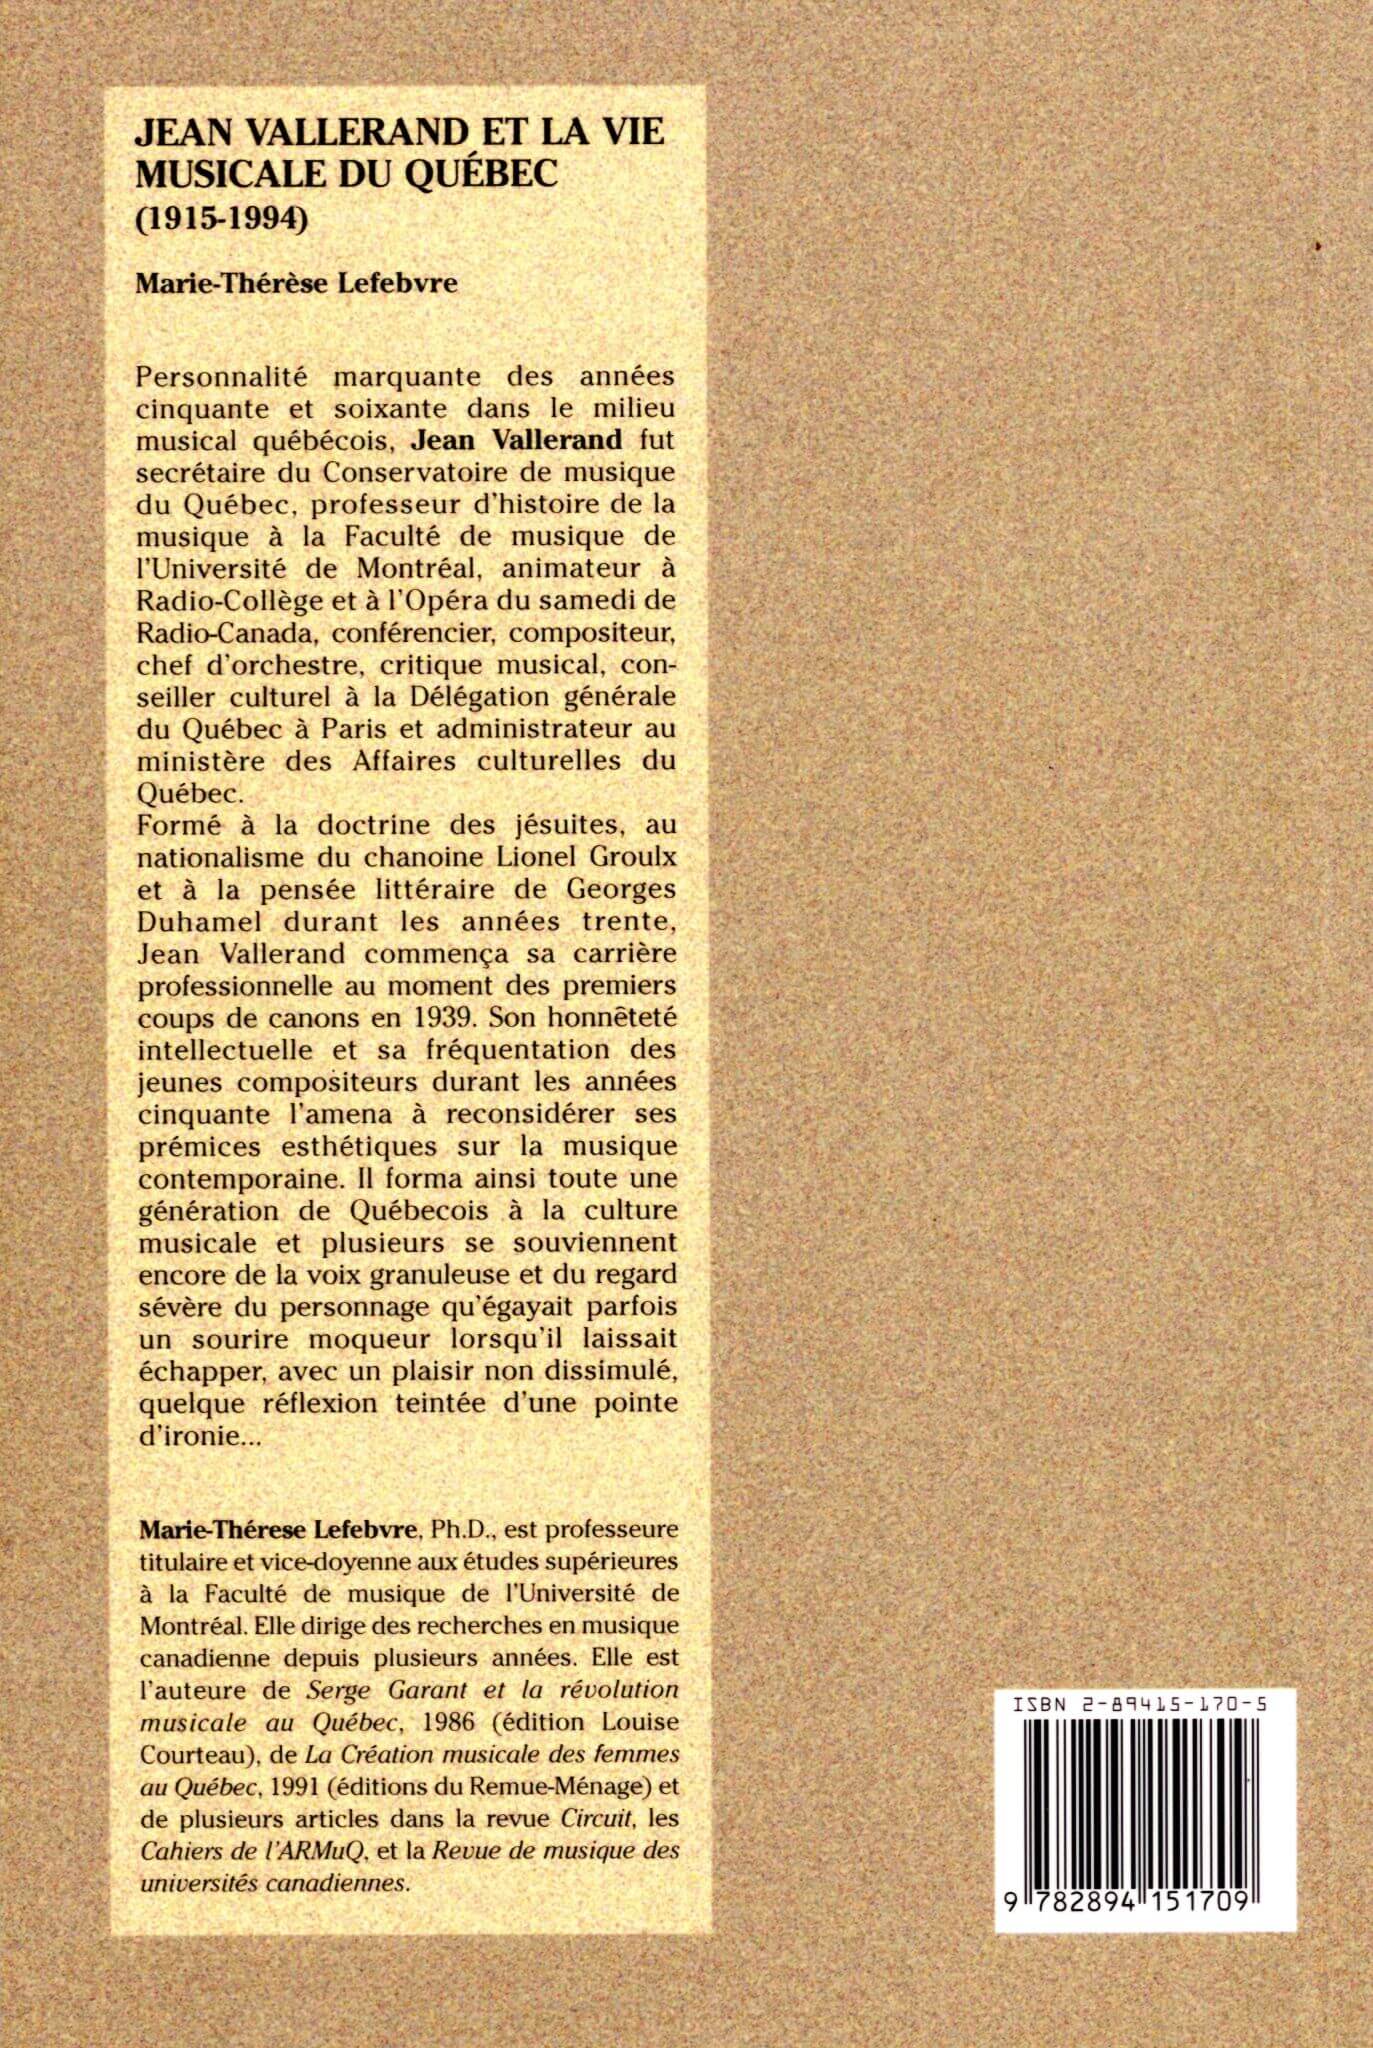 JEAN VALLERAND ET LA VIE
MUSICALE DU QUÉBEC
(1915-1994)
Marie-Thérèse Lefebvre
Personnalité marquante des années
cinquante et soixante dans le milieu
musical québécois, Jean Vallerand fut
secrétaire du Conservatoire de musique
du Québec, professeur d'histoire de la
musique à la Faculté de musique de
l'Université de Montréal, animateur à
Radio-Collège et à l'Opéra du samedi de
Radio-Canada, conférencier, compositeur,
chef d'orchestre, critique musical, con-
seiller culturel à la Délégation générale
du Québec à Paris et administrateur au
ministère des Affaires culturelles du
Québec.
Formé à la doctrine des jésuites, au
nationalisme du chanoine Lionel Groulx
et à la pensée littéraire de Georges
Duhamel durant les années trente,
Jean Vallerand commença sa carrière
professionnelle au moment des premiers
coups de canons en 1939. Son honnêteté
intellectuelle et sa fréquentation des
jeunes compositeurs durant les années
cinquante l'amena à reconsidérer ses
prémices esthétiques sur la musique
contemporaine. Il forma ainsi toute une
génération de Québecois à la culture
musicale et plusieurs se souviennent
encore de la voix granuleuse et du regard
sévère du personnage qu'égayait parfois
un sourire moqueur lorsqu'il laissait
échapper, avec un plaisir non dissimulé,
quelque réflexion teintée d'une pointe
d'ironie...
Marie-Thérese Lefebvre, Ph.D., est professeure
titulaire et vice-doyenne aux études supérieures
à la Faculté de musique de l'Université de
Montréal. Elle dirige des recherches en musique
canadienne depuis plusieurs années. Elle est
l'auteure de Serge Garant et la révolution
musicale au Québec, 1986 (édition Louise
Courteau), de La Création musicale des femmes
au Québec, 1991 (éditions du Remue-Ménage) et
de plusieurs articles dans la revue Circuit, les
Cahiers de l'ARMuQ, et la Revue de musique des
universités canadiennes.
ISBN 2-89415-170-5
9 782894 151709